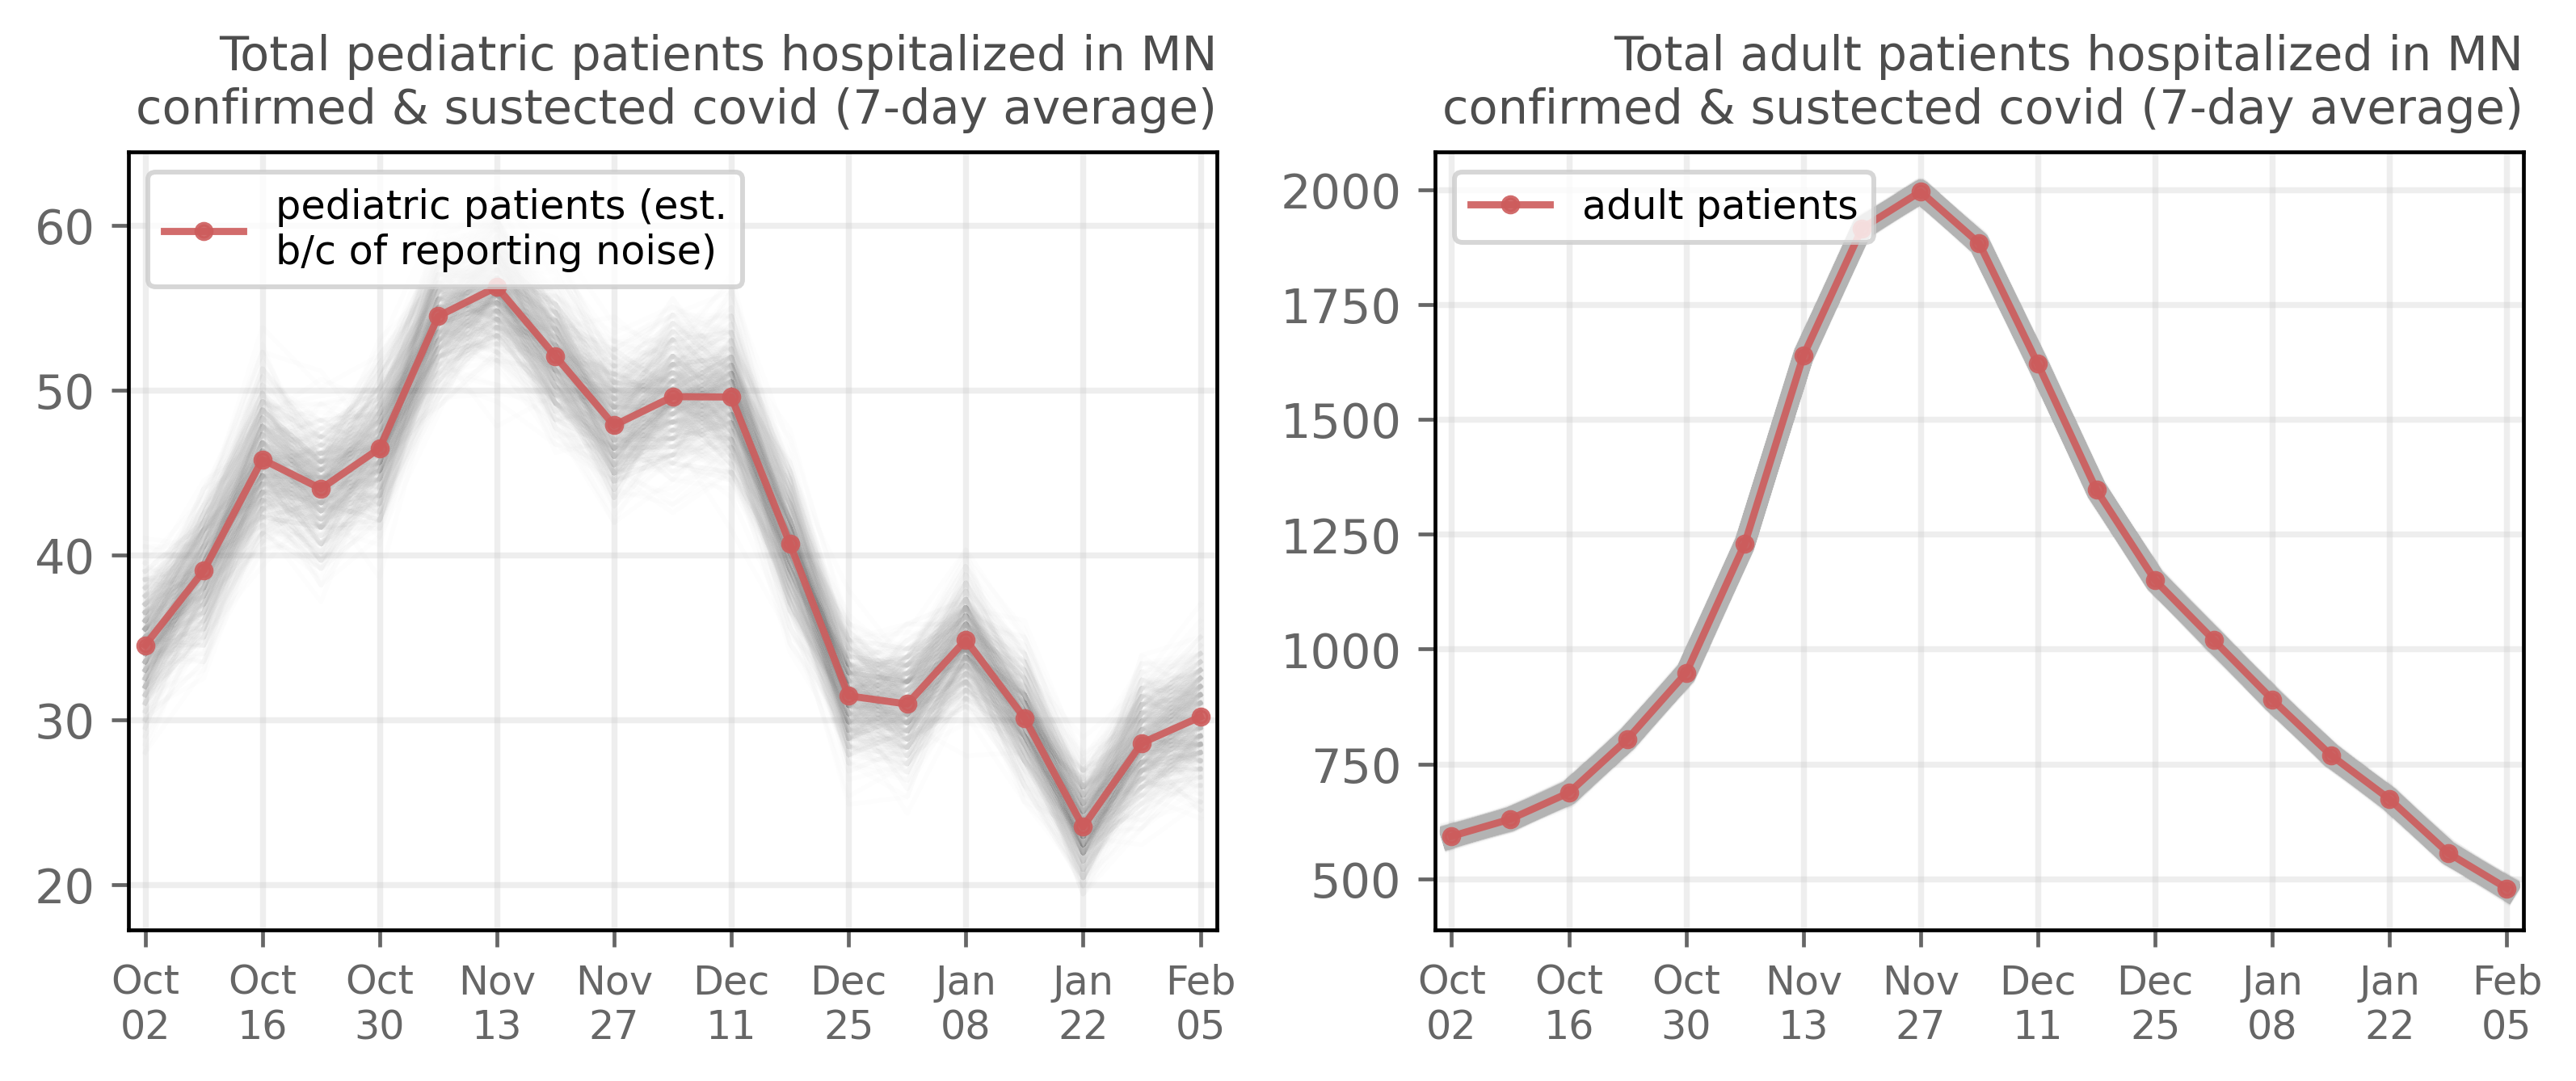 Total pediatric patients hospitalized in MN
confirmed & sustected covid (7-day average)
pediatric patients (est.
b/c of reporting noise)
60
50
40
30
20
Oct Oct Oct Nov Nov Dec Dec Jan Jan Feb
02 16 30 13 27 11 25 08 22 05
Total adult patients hospitalized in MN
confirmed & sustected covid (7-day average)
adult patients
2000
1750
1500
1250
1000
750
500
Oct Oct Oct Nov Nov Dec Dec Jan Jan Feb
02 16 30 13 27 11 25 08 22 05